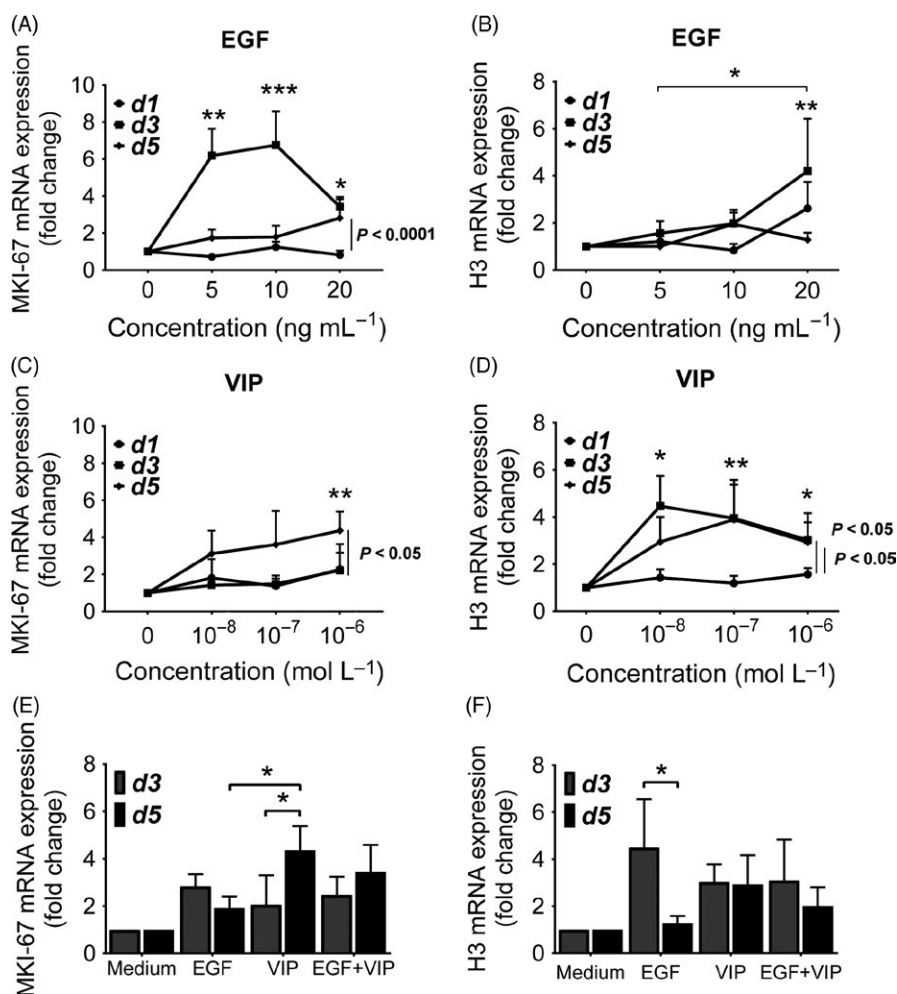 (A)
EGF
MKI-67 mRNA expression
(fold change)
10
8
6
4
2
0
d1
d3
d5
**
***
*
P < 0.0001
0 5 10 20
Concentration (ng mL−1)
(B)
EGF
H3 mRNA expression
(fold change)
8
6
4
2
0
d1
d3
d5
*
**
0 5 10 20
Concentration (ng mL−1)
(C)
VIP
MKI-67 mRNA expression
(fold change)
10
8
6
4
2
0
d1
d3
d5
**
P < 0.05
0 10−8 10−7 10−6
Concentration (mol L−1)
(D)
VIP
H3 mRNA expression
(fold change)
8
6
4
2
0
d1
d3
d5
*
**
*
P < 0.05
P < 0.05
0 10−8 10−7 10−6
Concentration (mol L−1)
(E)
MKI-67 mRNA expression
(fold change)
8
6
4
2
0
d3
d5
*
*
Medium EGF VIP EGF+VIP
(F)
H3 mRNA expression
(fold change)
8
6
4
2
0
d3
d5
*
Medium EGF VIP EGF+VIP